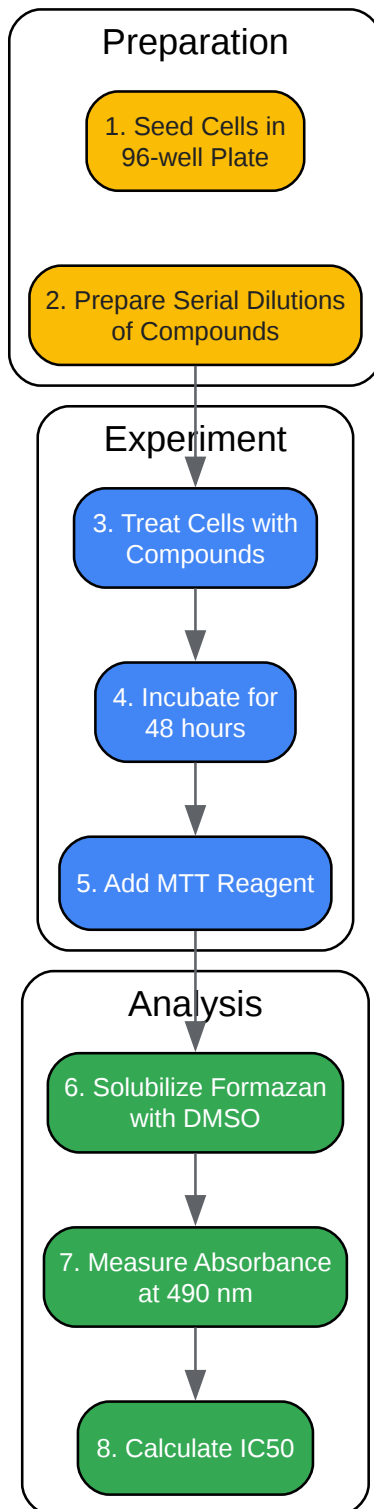 Preparation
1. Seed Cells in
96-well Plate
2. Prepare Serial Dilutions
of Compounds
Experiment
3. Treat Cells with
Compounds
4. Incubate for
48 hours
5. Add MTT Reagent
Analysis
6. Solubilize Formazan
with DMSO
7. Measure Absorbance
at 490 nm
8. Calculate IC50